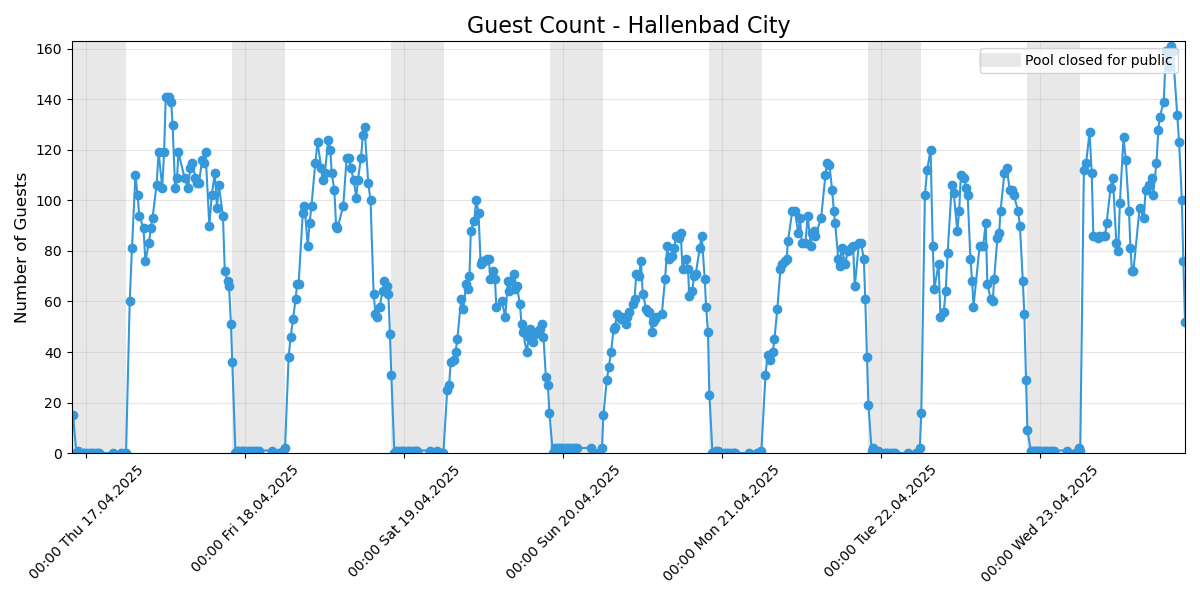 Guest Count - Hallenbad City
Pool closed for public
Number of Guests
160
140
120
100
80
60
40
20
0
00:00 Thu 17.04.2025
00:00 Fri 18.04.2025
00:00 Sat 19.04.2025
00:00 Sun 20.04.2025
00:00 Mon 21.04.2025
00:00 Tue 22.04.2025
00:00 Wed 23.04.2025